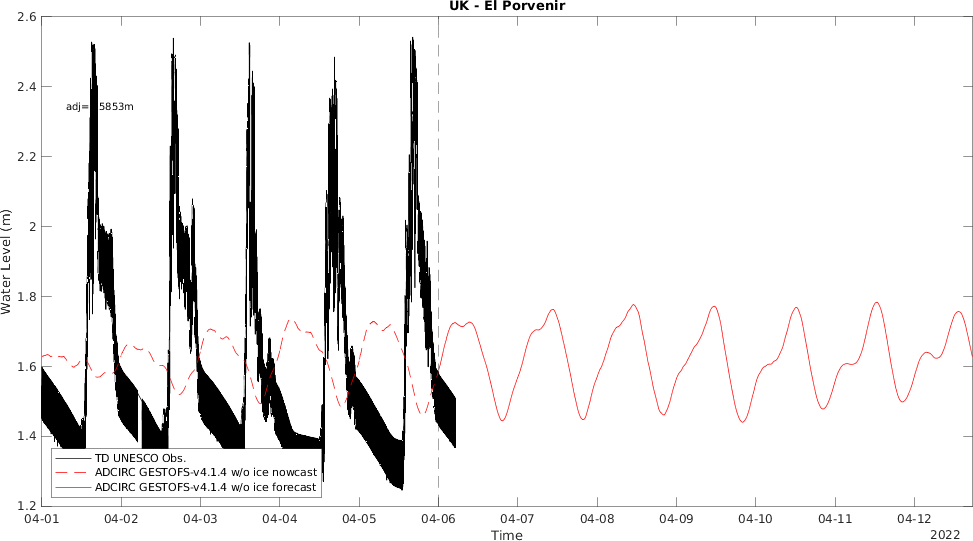 UK - El Porvenir
2.6
2.4
2.2
2
1.8
1.6
1.4
1.2
Water Level (m)
adj= 5853m
TD UNESCO Obs.
ADCIRC GESTOFS-v4.1.4 w/o ice nowcast
ADCIRC GESTOFS-v4.1.4 w/o ice forecast
04-01 04-02 04-03 04-04 04-05 04-06 04-07 04-08 04-09 04-10 04-11 04-12
Time
2022